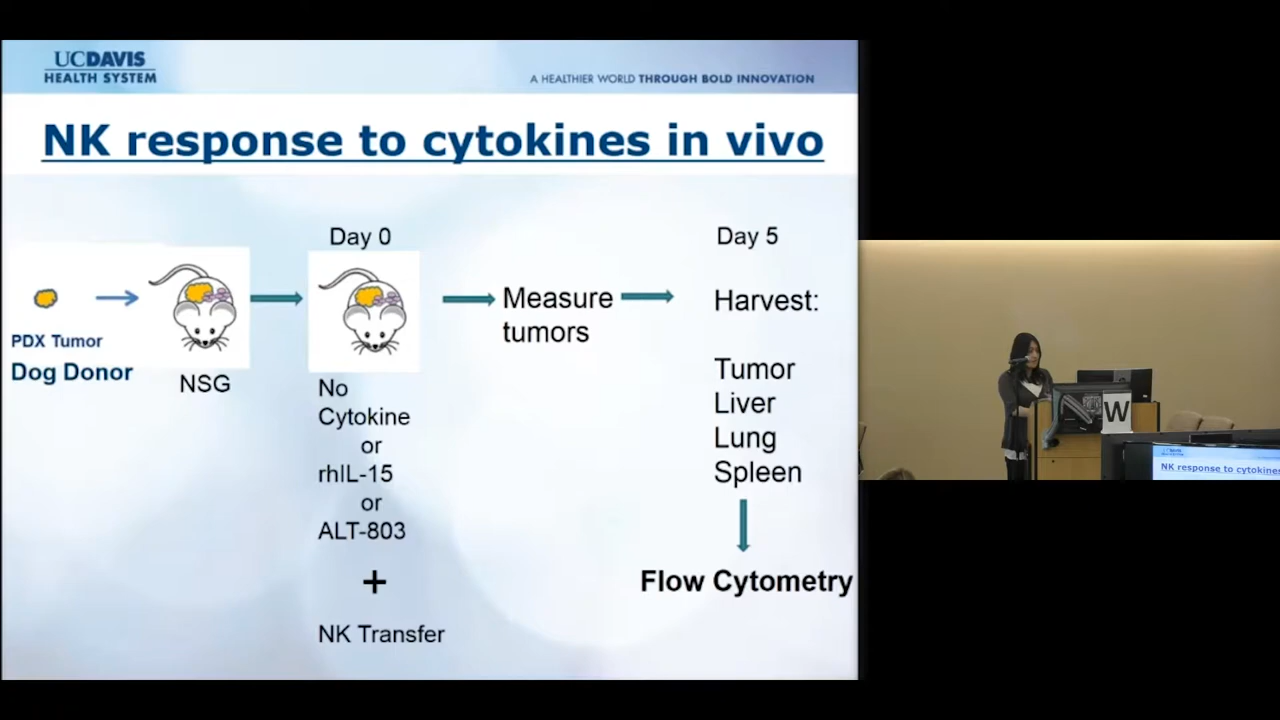 UCDAVIS
HEALTH SYSTEM
A HEALTHIER WORLD THROUGH BOLD INNOVATION
NK response to cytokines in vivo
PDX Tumor
Dog Donor
NSG
Day 0
No
Cytokine
or
rhIL-15
or
ALT-803
+
NK Transfer
Measure
tumors
Day 5
Harvest:
Tumor
Liver
Lung
Spleen
Flow Cytometry
W
NK response to cytokines